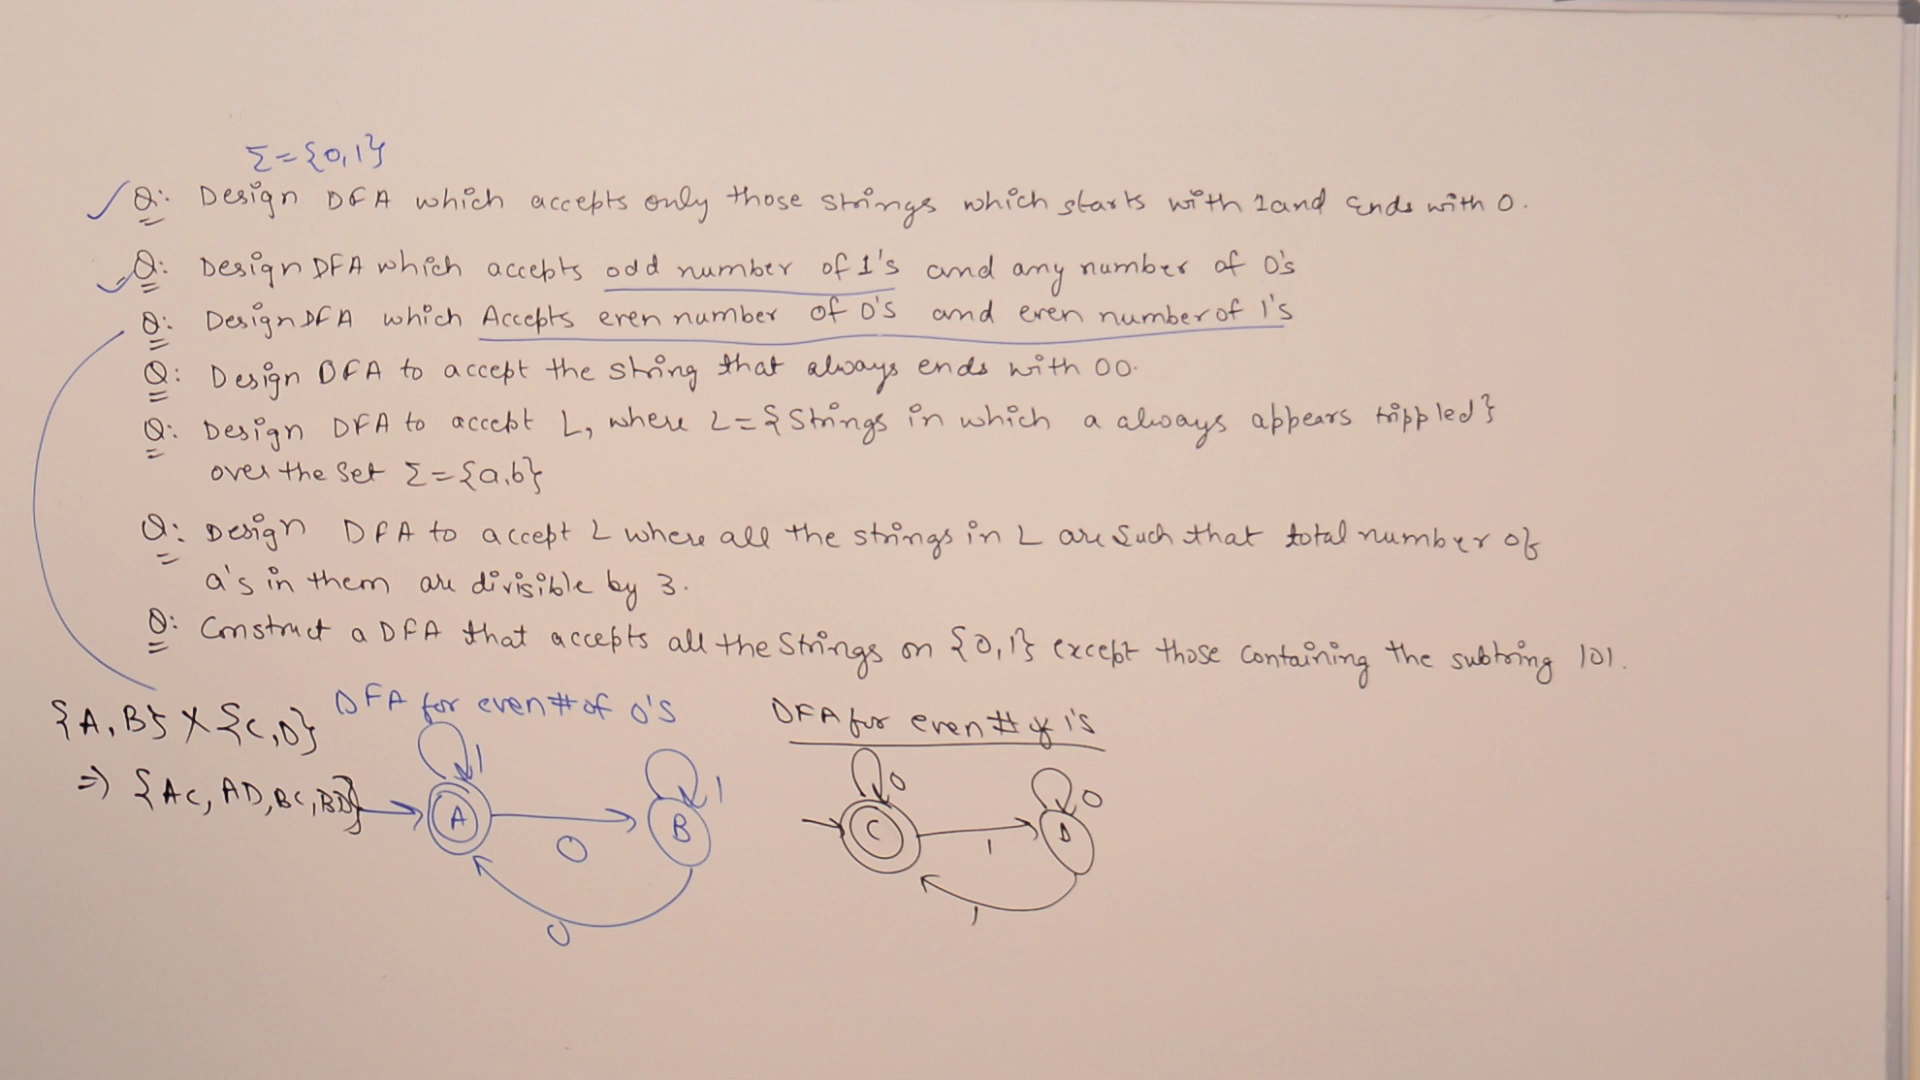 Σ={0,1}
Q: Design DFA which accepts only those strings which starts with 1 and Ends with 0.
Q: Design DFA which accepts odd number of 1's and any number of 0's
Q: Design DFA which Accepts even number of 0's and even number of 1's
Q: Design DFA to accept the string that always ends with 00.
Q: Design DFA to accept L, where L={Strings in which a always appears trippled}
over the Set Σ={a,b}
Q: Design DFA to accept L where all the strings in L are Such that total number of
a's in them are divisible by 3.
Q: Construct a DFA that accepts all the Strings on {0,1} except those containing the substring 101.
{A,B} X {C,D}
⇒ {AC, AD, BC, BD}
DFA for even # of 0's
1
A
0
B
1
0
DFA for even # of 1's
0
C
1
D
0
1